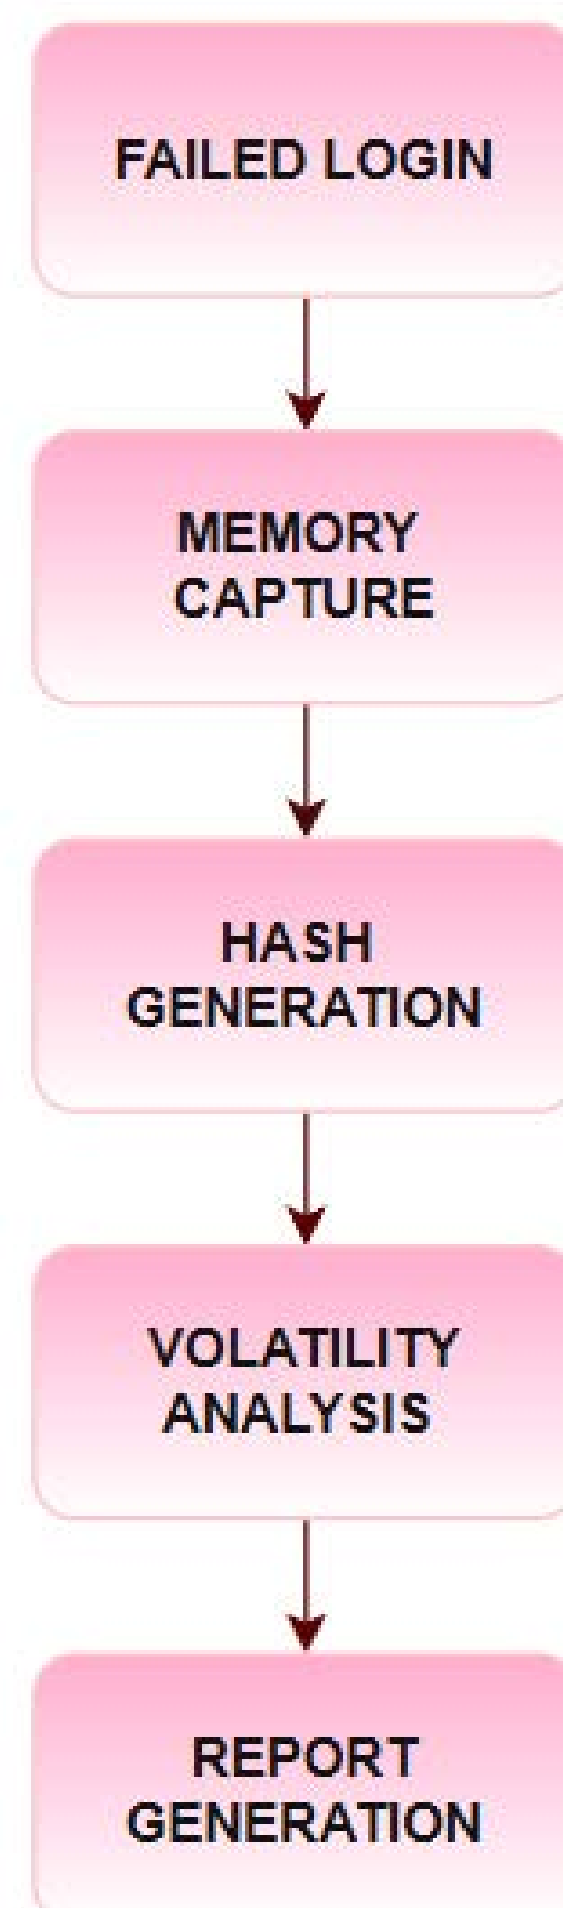 FAILED LOGIN
MEMORY
CAPTURE
HASH
GENERATION
VOLATILITY
ANALYSIS
REPORT
GENERATION